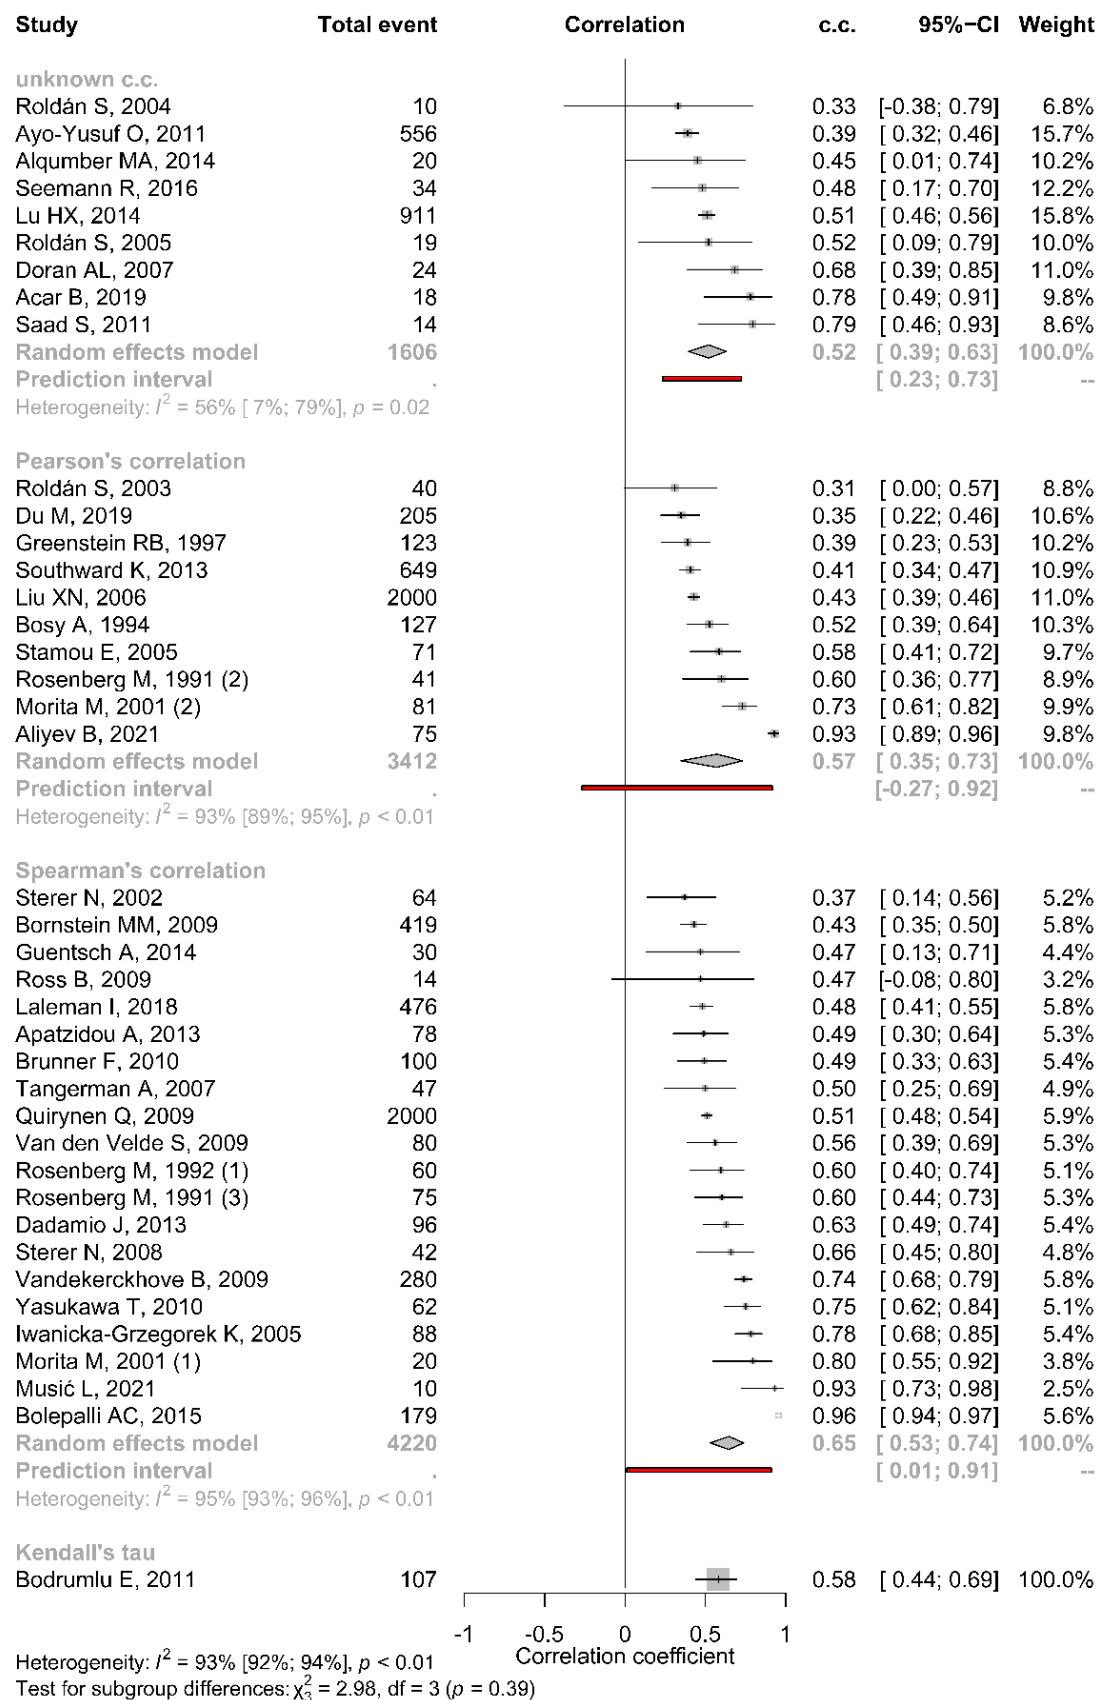 Study Total event Correlation c.c. 95%−CI Weight
unknown c.c.
Roldán S, 2004 10 0.33 [-0.38; 0.79] 6.8%
Ayo-Yusuf O, 2011 556 0.39 [ 0.32; 0.46] 15.7%
Alqumber MA, 2014 20 0.45 [ 0.01; 0.74] 10.2%
Seemann R, 2016 34 0.48 [ 0.17; 0.70] 12.2%
Lu HX, 2014 911 0.51 [ 0.46; 0.56] 15.8%
Roldán S, 2005 19 0.52 [ 0.09; 0.79] 10.0%
Doran AL, 2007 24 0.68 [ 0.39; 0.85] 11.0%
Acar B, 2019 18 0.78 [ 0.49; 0.91] 9.8%
Saad S, 2011 14 0.79 [ 0.46; 0.93] 8.6%
Random effects model 1606 0.52 [ 0.39; 0.63] 100.0%
Prediction interval . [ 0.23; 0.73] --
Heterogeneity: I² = 56% [ 7%; 79%], p = 0.02
Pearson's correlation
Roldán S, 2003 40 0.31 [ 0.00; 0.57] 8.8%
Du M, 2019 205 0.35 [ 0.22; 0.46] 10.6%
Greenstein RB, 1997 123 0.39 [ 0.23; 0.53] 10.2%
Southward K, 2013 649 0.41 [ 0.34; 0.47] 10.9%
Liu XN, 2006 2000 0.43 [ 0.39; 0.46] 11.0%
Bosy A, 1994 127 0.52 [ 0.39; 0.64] 10.3%
Stamou E, 2005 71 0.58 [ 0.41; 0.72] 9.7%
Rosenberg M, 1991 (2) 41 0.60 [ 0.36; 0.77] 8.9%
Morita M, 2001 (2) 81 0.73 [ 0.61; 0.82] 9.9%
Aliyev B, 2021 75 0.93 [ 0.89; 0.96] 9.8%
Random effects model 3412 0.57 [ 0.35; 0.73] 100.0%
Prediction interval . [-0.27; 0.92] --
Heterogeneity: I² = 93% [89%; 95%], p < 0.01
Spearman's correlation
Sterer N, 2002 64 0.37 [ 0.14; 0.56] 5.2%
Bornstein MM, 2009 419 0.43 [ 0.35; 0.50] 5.8%
Guentsch A, 2014 30 0.47 [ 0.13; 0.71] 4.4%
Ross B, 2009 14 0.47 [-0.08; 0.80] 3.2%
Laleman I, 2018 476 0.48 [ 0.41; 0.55] 5.8%
Apatzidou A, 2013 78 0.49 [ 0.30; 0.64] 5.3%
Brunner F, 2010 100 0.49 [ 0.33; 0.63] 5.4%
Tangerman A, 2007 47 0.50 [ 0.25; 0.69] 4.9%
Quirynen Q, 2009 2000 0.51 [ 0.48; 0.54] 5.9%
Van den Velde S, 2009 80 0.56 [ 0.39; 0.69] 5.3%
Rosenberg M, 1992 (1) 60 0.60 [ 0.40; 0.74] 5.1%
Rosenberg M, 1991 (3) 75 0.60 [ 0.44; 0.73] 5.3%
Dadamio J, 2013 96 0.63 [ 0.49; 0.74] 5.4%
Sterer N, 2008 42 0.66 [ 0.45; 0.80] 4.8%
Vandekerckhove B, 2009 280 0.74 [ 0.68; 0.79] 5.8%
Yasukawa T, 2010 62 0.75 [ 0.62; 0.84] 5.1%
Iwanicka-Grzegorek K, 2005 88 0.78 [ 0.68; 0.85] 5.4%
Morita M, 2001 (1) 20 0.80 [ 0.55; 0.92] 3.8%
Musić L, 2021 10 0.93 [ 0.73; 0.98] 2.5%
Bolepalli AC, 2015 179 0.96 [ 0.94; 0.97] 5.6%
Random effects model 4220 0.65 [ 0.53; 0.74] 100.0%
Prediction interval . [ 0.01; 0.91] --
Heterogeneity: I² = 95% [93%; 96%], p < 0.01
Kendall's tau
Bodrumlu E, 2011 107 0.58 [ 0.44; 0.69] 100.0%
-1 -0.5 0 0.5 1
Correlation coefficient
Heterogeneity: I² = 93% [92%; 94%], p < 0.01
Test for subgroup differences: χ²₃ = 2.98, df = 3 (p = 0.39)